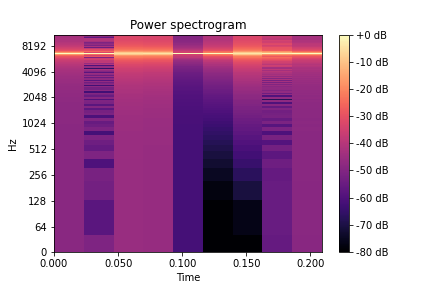 Power spectrogram
8192
4096
2048
1024
512
256
128
64
0
Hz
0.000 0.050 0.100 0.150 0.200
Time
+0 dB
-10 dB
-20 dB
-30 dB
-40 dB
-50 dB
-60 dB
-70 dB
-80 dB